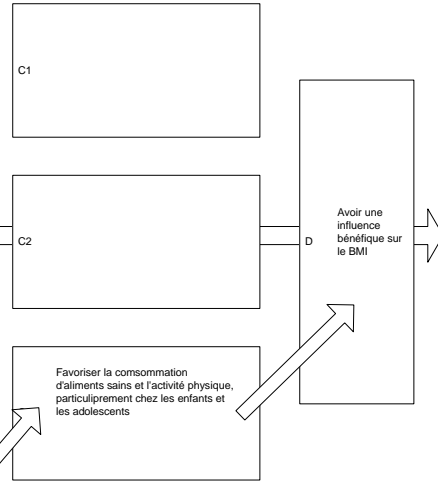 C1
C2
Favoriser la comsommation
d'aliments sains et l'activité physique,
particuliprement chez les enfants et
les adolescents
D
Avoir une
influence
bénéfique sur
le BMI